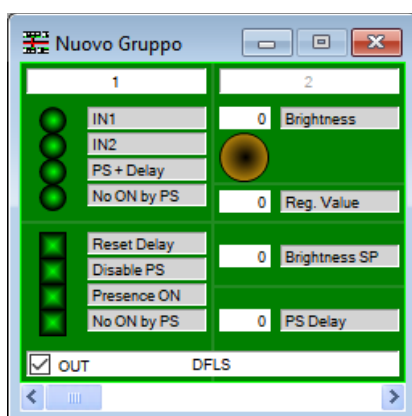 Nuovo Gruppo
1
2
IN1
IN2
PS + Delay
No ON by PS
0 Brightness
0 Reg. Value
Reset Delay
Disable PS
Presence ON
No ON by PS
0 Brightness SP
0 PS Delay
OUT DFLS